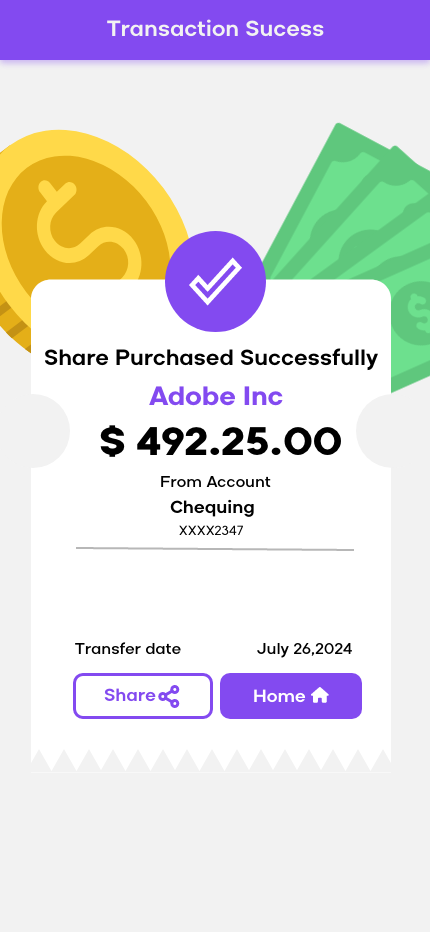 Transaction Sucess
Share Purchased Successfully
Adobe Inc
$ 492.25.00
From Account
Chequing
XXXX2347
Transfer date July 26,2024
Share Home